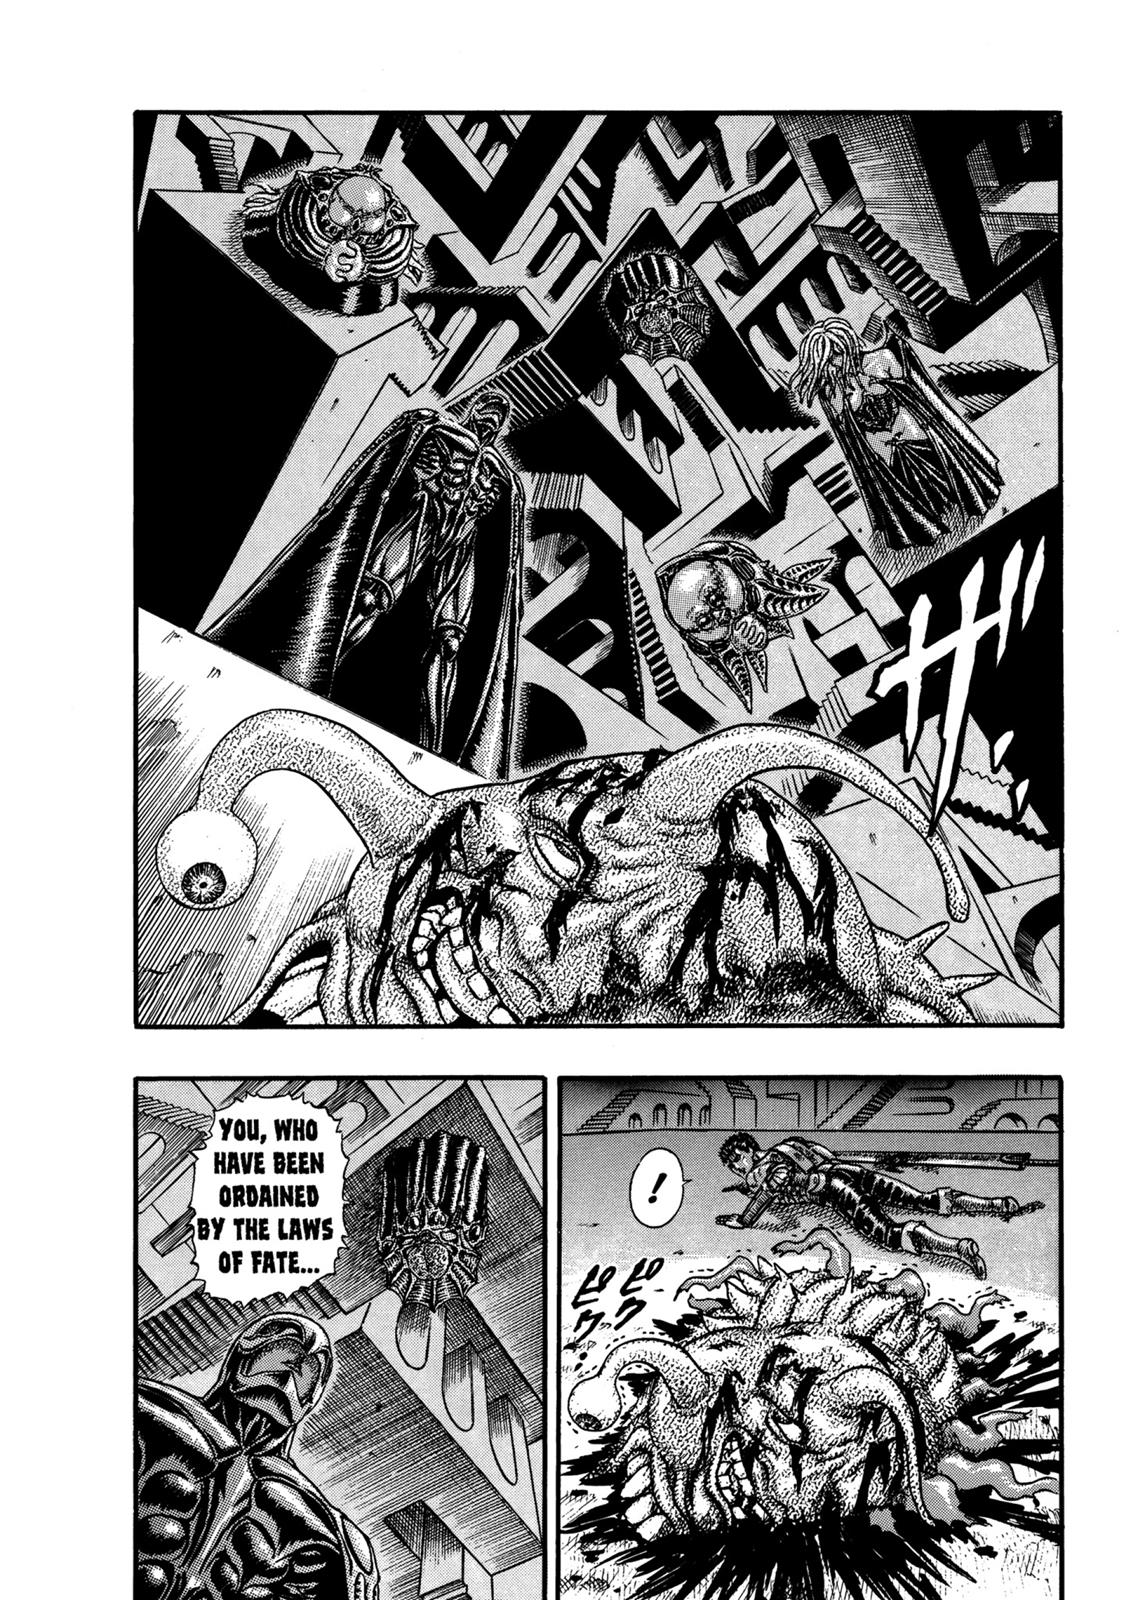 ザ...
!
ピクピク...
YOU, WHO
HAVE BEEN
ORDAINED
BY THE LAWS
OF FATE...